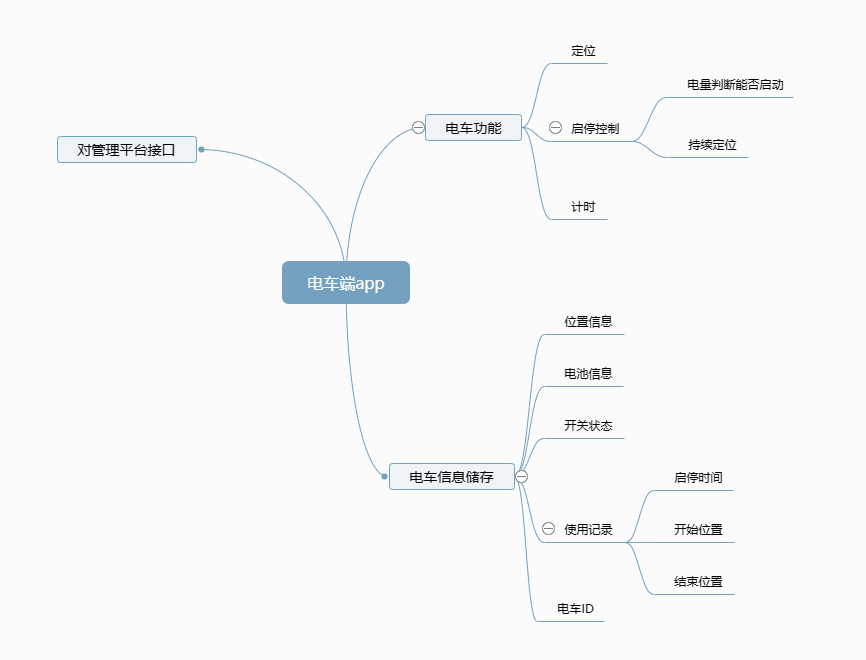 定位
电量判断能否启动
电车功能
启停控制
持续定位
对管理平台接口
计时
电车端app
位置信息
电池信息
开关状态
电车信息储存
启停时间
使用记录
开始位置
结束位置
电车ID